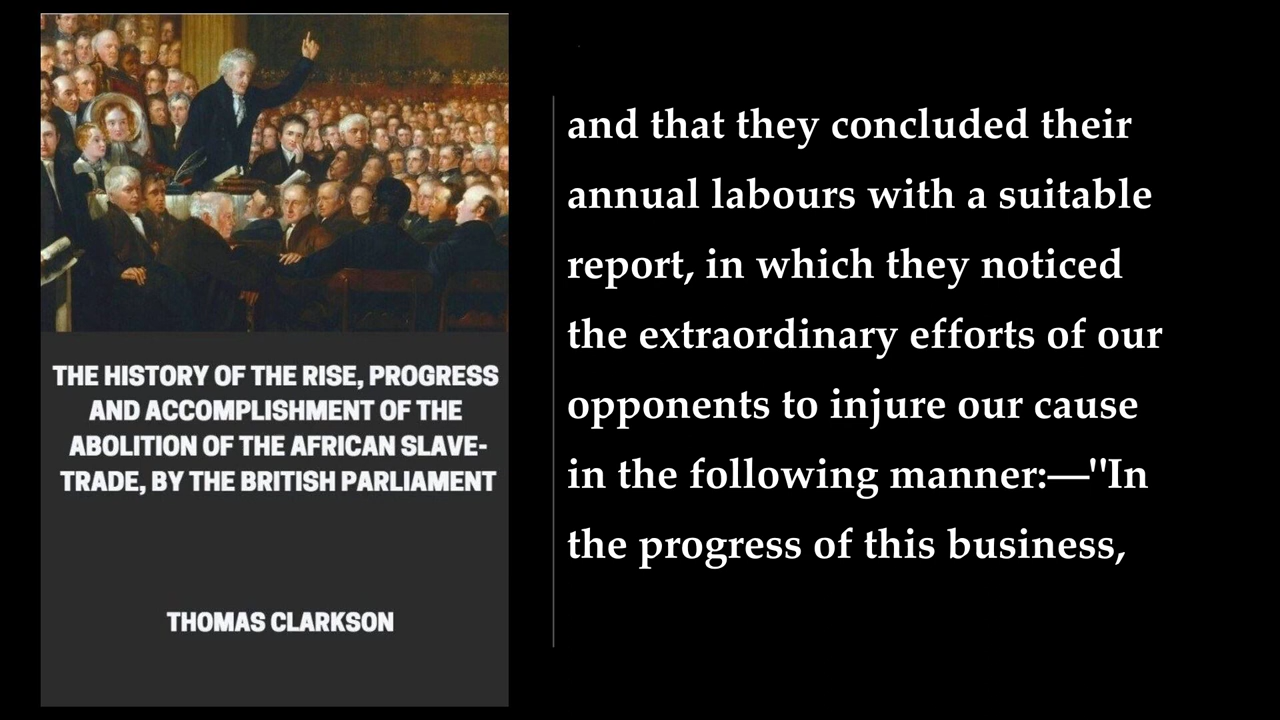 THE HISTORY OF THE RISE, PROGRESS
AND ACCOMPLISHMENT OF THE
ABOLITION OF THE AFRICAN SLAVE-
TRADE, BY THE BRITISH PARLIAMENT
THOMAS CLARKSON
and that they concluded their
annual labours with a suitable
report, in which they noticed
the extraordinary efforts of our
opponents to injure our cause
in the following manner:—"In
the progress of this business,